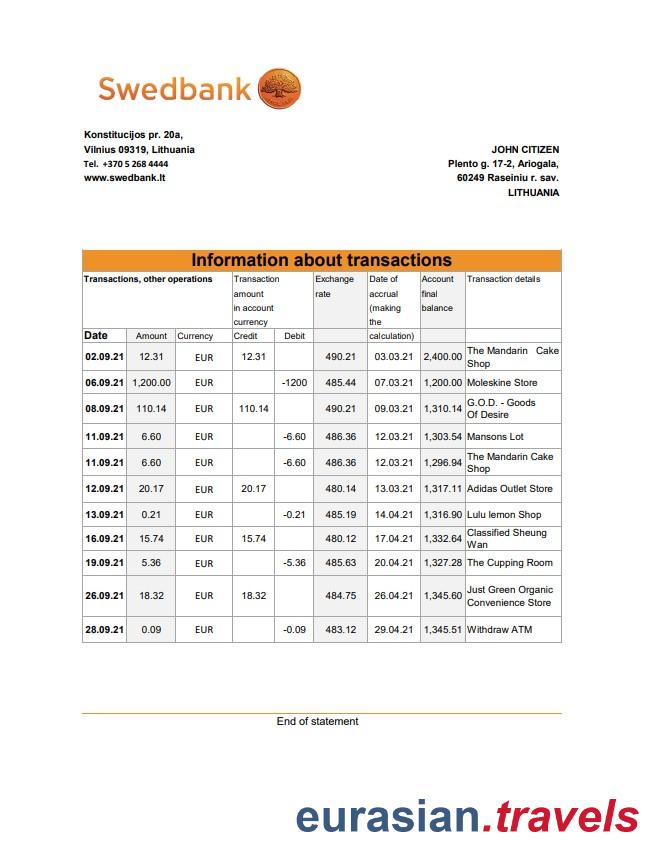 Swedbank
Konstitucijos pr. 20a,
Vilnius 09319, Lithuania
Tel. +370 5 268 4444
www.swedbank.lt
JOHN CITIZEN
Plento g. 17-2, Ariogala,
60249 Raseiniu r. sav.
LITHUANIA
Information about transactions
Transactions, other operations
Transaction
amount
in account
currency
Exchange
rate
Date of
accrual
(making
the
calculation)
Account
final
balance
Transaction details
Date Amount Currency Credit Debit
02.09.21 12.31 EUR 12.31 490.21 03.03.21 2,400.00 The Mandarin Cake
Shop
06.09.21 1,200.00 EUR -1200 485.44 07.03.21 1,200.00 Moleskine Store
08.09.21 110.14 EUR 110.14 490.21 09.03.21 1,310.14 G.O.D. - Goods
Of Desire
11.09.21 6.60 EUR -6.60 486.36 12.03.21 1,303.54 Mansons Lot
11.09.21 6.60 EUR -6.60 486.36 12.03.21 1,296.94 The Mandarin Cake
Shop
12.09.21 20.17 EUR 20.17 480.14 13.03.21 1,317.11 Adidas Outlet Store
13.09.21 0.21 EUR -0.21 485.19 14.04.21 1,316.90 Lulu lemon Shop
16.09.21 15.74 EUR 15.74 480.12 17.04.21 1,332.64 Classified Sheung
Wan
19.09.21 5.36 EUR -5.36 485.63 20.04.21 1,327.28 The Cupping Room
26.09.21 18.32 EUR 18.32 484.75 26.04.21 1,345.60 Just Green Organic
Convenience Store
28.09.21 0.09 EUR -0.09 483.12 29.04.21 1,345.51 Withdraw ATM
End of statement
eurasian.travels